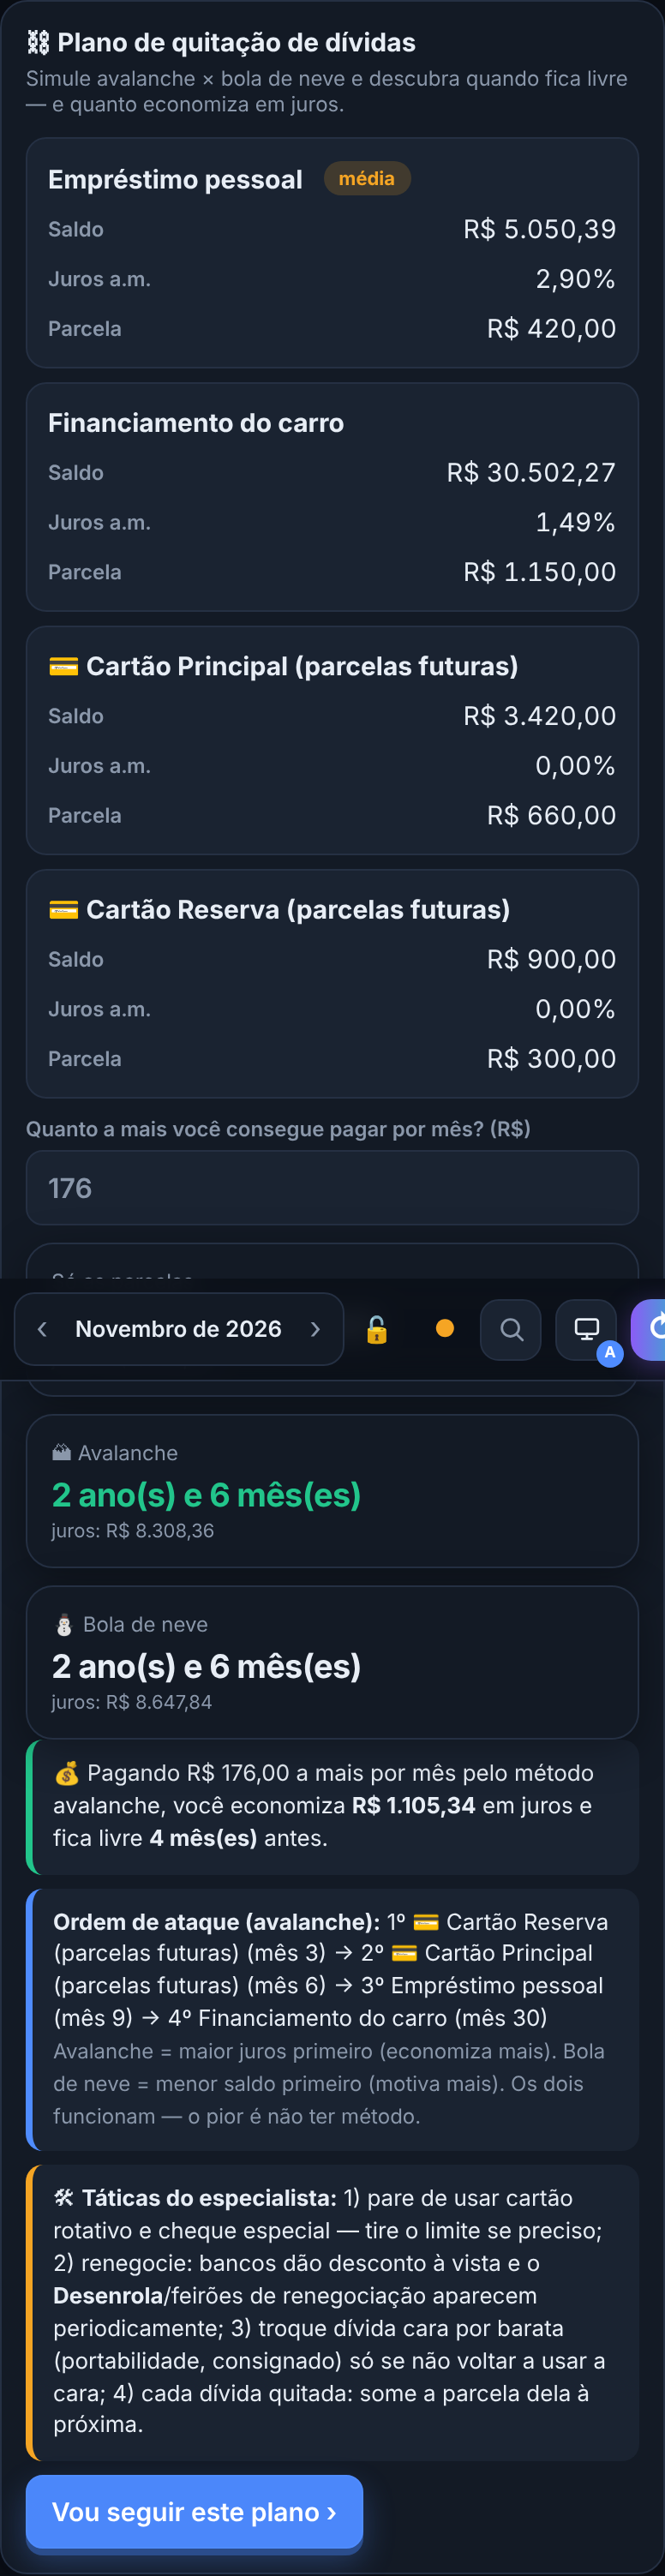 ⛓ Plano de quitação de dívidas
Simule avalanche × bola de neve e descubra quando fica livre
— e quanto economiza em juros.
Empréstimo pessoal média
Saldo R$ 5.050,39
Juros a.m. 2,90%
Parcela R$ 420,00
Financiamento do carro
Saldo R$ 30.502,27
Juros a.m. 1,49%
Parcela R$ 1.150,00
💳 Cartão Principal (parcelas futuras)
Saldo R$ 3.420,00
Juros a.m. 0,00%
Parcela R$ 660,00
💳 Cartão Reserva (parcelas futuras)
Saldo R$ 900,00
Juros a.m. 0,00%
Parcela R$ 300,00
Quanto a mais você consegue pagar por mês? (R$)
176
‹ Novembro de 2026 › 🔓 A
🏔 Avalanche
2 ano(s) e 6 mês(es)
juros: R$ 8.308,36
⛄ Bola de neve
2 ano(s) e 6 mês(es)
juros: R$ 8.647,84
💰 Pagando R$ 176,00 a mais por mês pelo método
avalanche, você economiza R$ 1.105,34 em juros e
fica livre 4 mês(es) antes.
Ordem de ataque (avalanche): 1º 💳 Cartão Reserva
(parcelas futuras) (mês 3) → 2º 💳 Cartão Principal
(parcelas futuras) (mês 6) → 3º Empréstimo pessoal
(mês 9) → 4º Financiamento do carro (mês 30)
Avalanche = maior juros primeiro (economiza mais). Bola
de neve = menor saldo primeiro (motiva mais). Os dois
funcionam — o pior é não ter método.
🛠 Táticas do especialista: 1) pare de usar cartão
rotativo e cheque especial — tire o limite se preciso;
2) renegocie: bancos dão desconto à vista e o
Desenrola/feirões de renegociação aparecem
periodicamente; 3) troque dívida cara por barata
(portabilidade, consignado) só se não voltar a usar a
cara; 4) cada dívida quitada: some a parcela dela à
próxima.
Vou seguir este plano ›